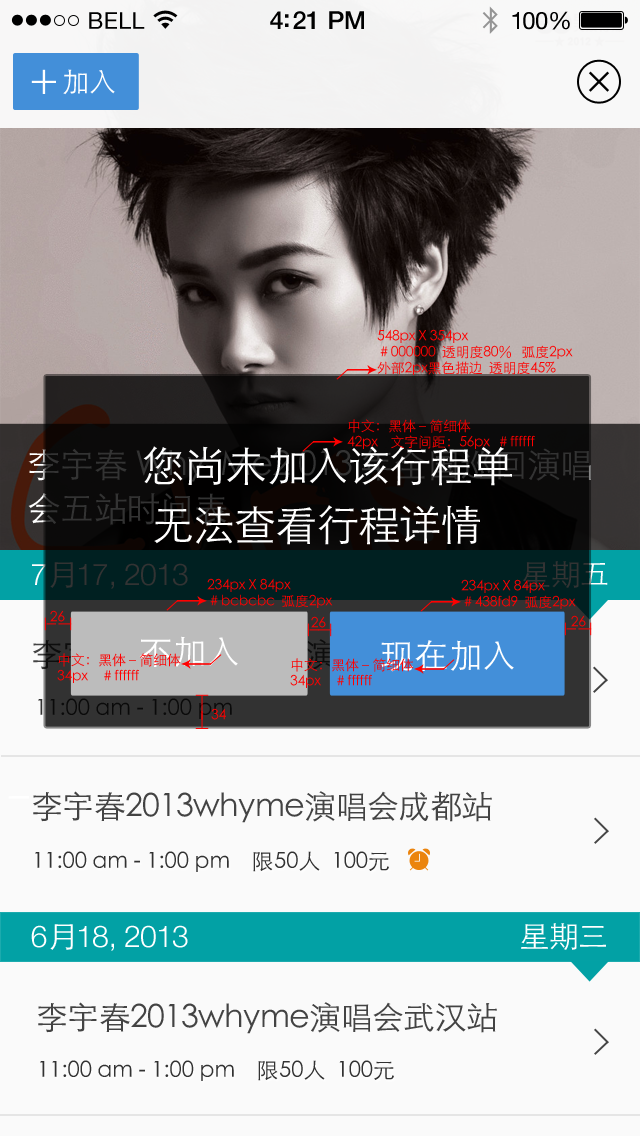 BELL 4:21 PM 100%
加入
548px X 354px
＃000000 透明度80% 弧度2px
外部2px黑色描边 透明度45%
中文：黑体－简细体
42px 文字间距：56px ＃ffffff
李宇春 回演唱
您尚未加入该行程单
会五站时间表
无法查看行程详情
7月17, 2013 星期五
234px X 84px
＃bcbcbc 弧度2px
234px X 84px
＃438fd9 弧度2px
26
26
26
不加入
现在加入
中文：黑体－简细体
34px ＃ffffff
中文：黑体－简细体
34px ＃ffffff
11:00 am - 1:00 pm
34
李宇春2013whyme演唱会成都站
11:00 am - 1:00 pm 限50人 100元
6月18, 2013 星期三
李宇春2013whyme演唱会武汉站
11:00 am - 1:00 pm 限50人 100元